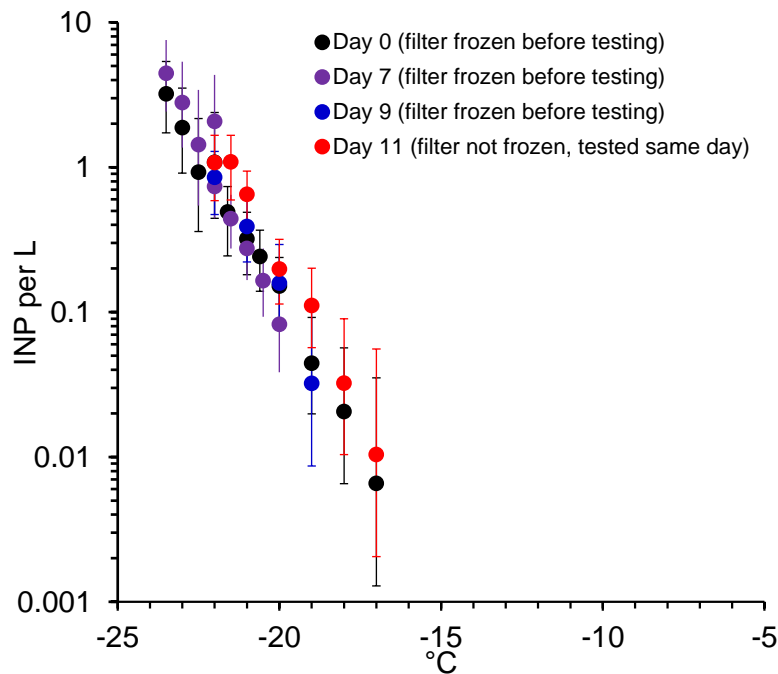 10
1
0.1
0.01
0.001
INP per L
Day 0 (filter frozen before testing)
Day 7 (filter frozen before testing)
Day 9 (filter frozen before testing)
Day 11 (filter not frozen, tested same day)
-25 -20 -15 -10 -5
°C